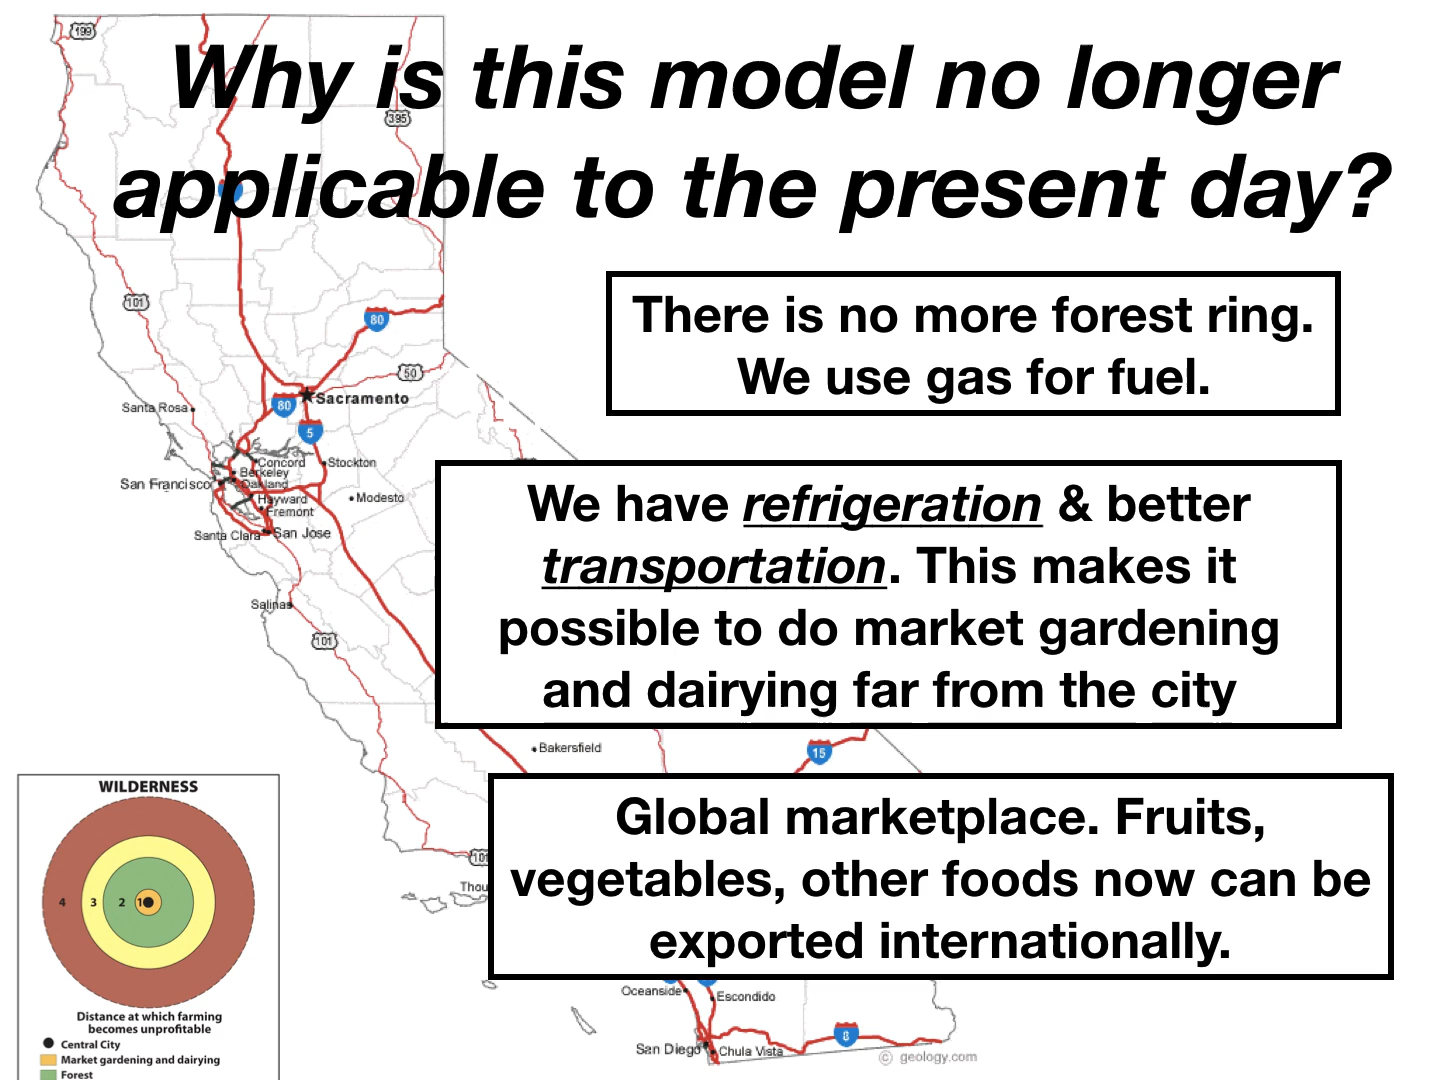 Why is this model no longer
applicable to the present day?
There is no more forest ring.
We use gas for fuel.
We have refrigeration & better
transportation. This makes it
possible to do market gardening
and dairying far from the city
Global marketplace. Fruits,
vegetables, other foods now can be
exported internationally.
199
395
101
80
50
Sacramento
80
Santa Rosa
5
Concord
Stockton
Berkeley
San Francisco
Oakland
Hayward
Modesto
Fremont
Santa Clara
San Jose
Salinas
101
Bakersfield
15
101
Thou
Oceanside
Escondido
8
San Diego
Chula Vista
© geology.com
WILDERNESS
4 3 2 1
Distance at which farming
becomes unprofitable
Central City
Market gardening and dairying
Forest